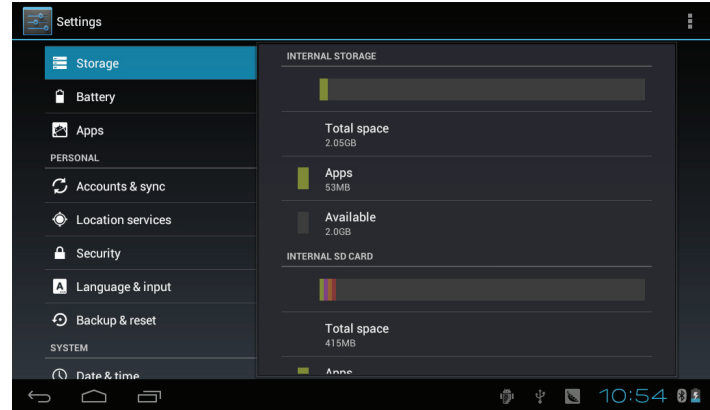 Settings
Storage
Battery
Apps
PERSONAL
Accounts & sync
Location services
Security
A Language & input
Backup & reset
SYSTEM
Date & time
INTERNAL STORAGE
Total space
2.05GB
Apps
53MB
Available
2.0GB
INTERNAL SD CARD
Total space
415MB
Apps
10:54